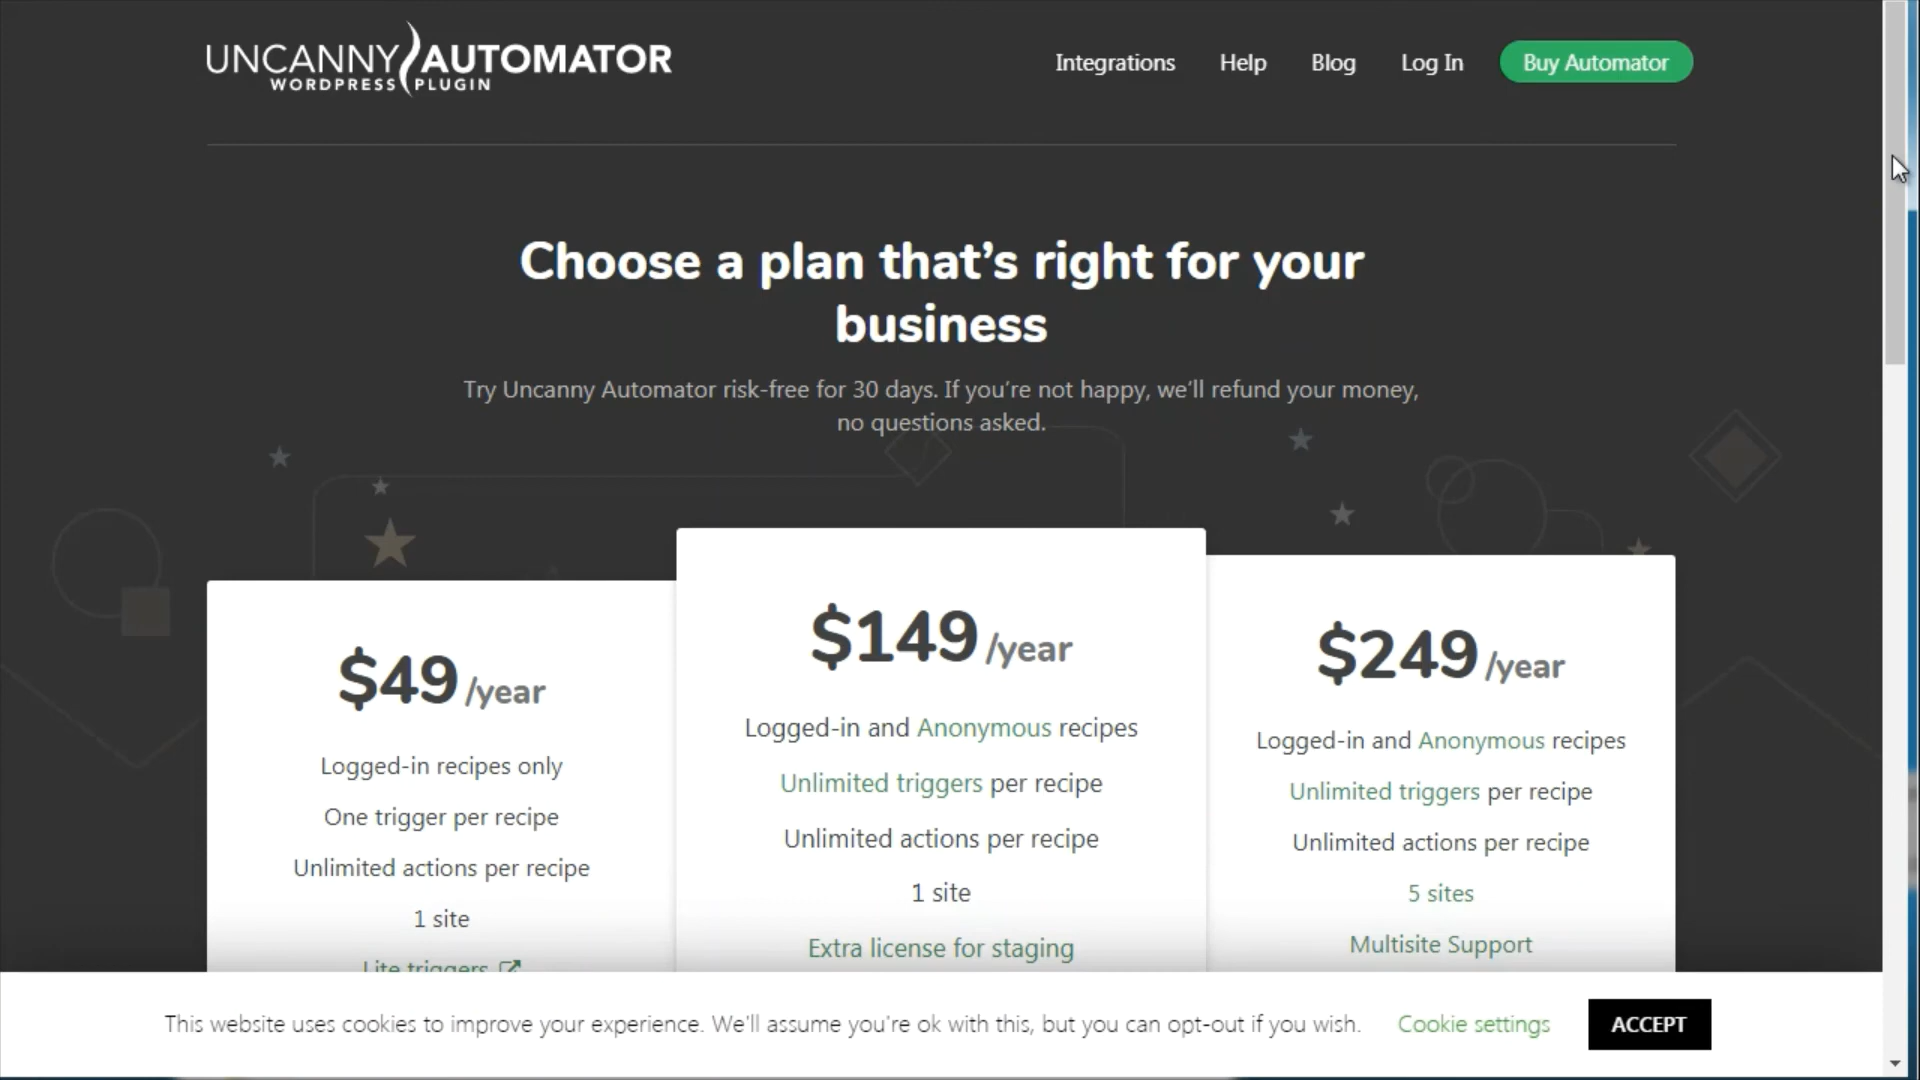 UNCANNY AUTOMATOR
WORDPRESS PLUGIN
Integrations
Help
Blog
Log In
Buy Automator
Choose a plan that’s right for your
business
Try Uncanny Automator risk-free for 30 days. If you’re not happy, we’ll refund your money,
no questions asked.
$49 /year
Logged-in recipes only
One trigger per recipe
Unlimited actions per recipe
1 site
Lite triggers
$149 /year
Logged-in and Anonymous recipes
Unlimited triggers per recipe
Unlimited actions per recipe
1 site
Extra license for staging
$249 /year
Logged-in and Anonymous recipes
Unlimited triggers per recipe
Unlimited actions per recipe
5 sites
Multisite Support
This website uses cookies to improve your experience. We'll assume you're ok with this, but you can opt-out if you wish.
Cookie settings
ACCEPT